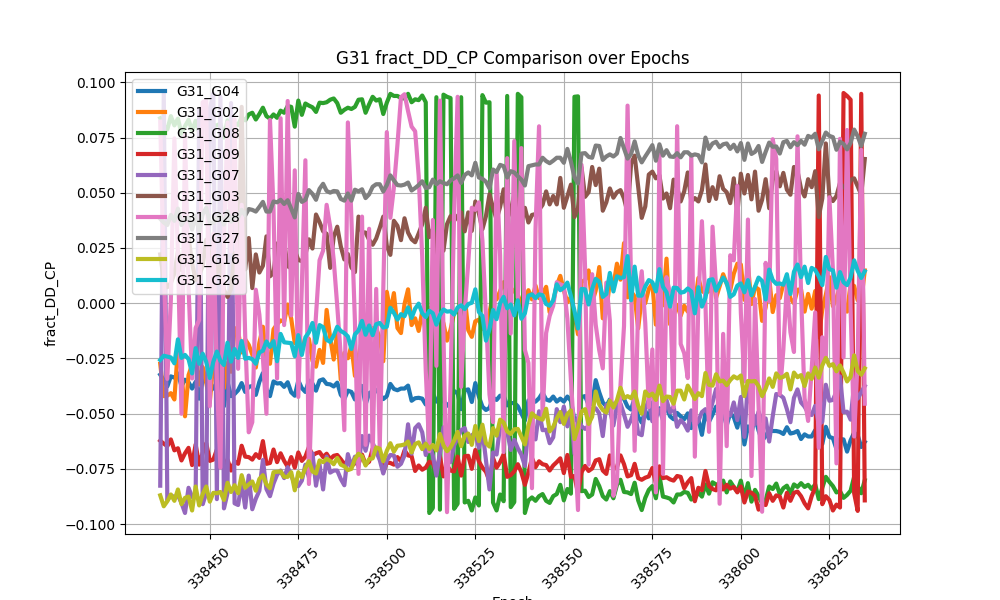 G31 fract_DD_CP Comparison over Epochs
fract_DD_CP
0.100
0.075
0.050
0.025
0.000
−0.025
−0.050
−0.075
−0.100
G31_G04
G31_G02
G31_G08
G31_G09
G31_G07
G31_G03
G31_G28
G31_G27
G31_G16
G31_G26
338450
338475
338500
338525
338550
338575
338600
338625
Epoch